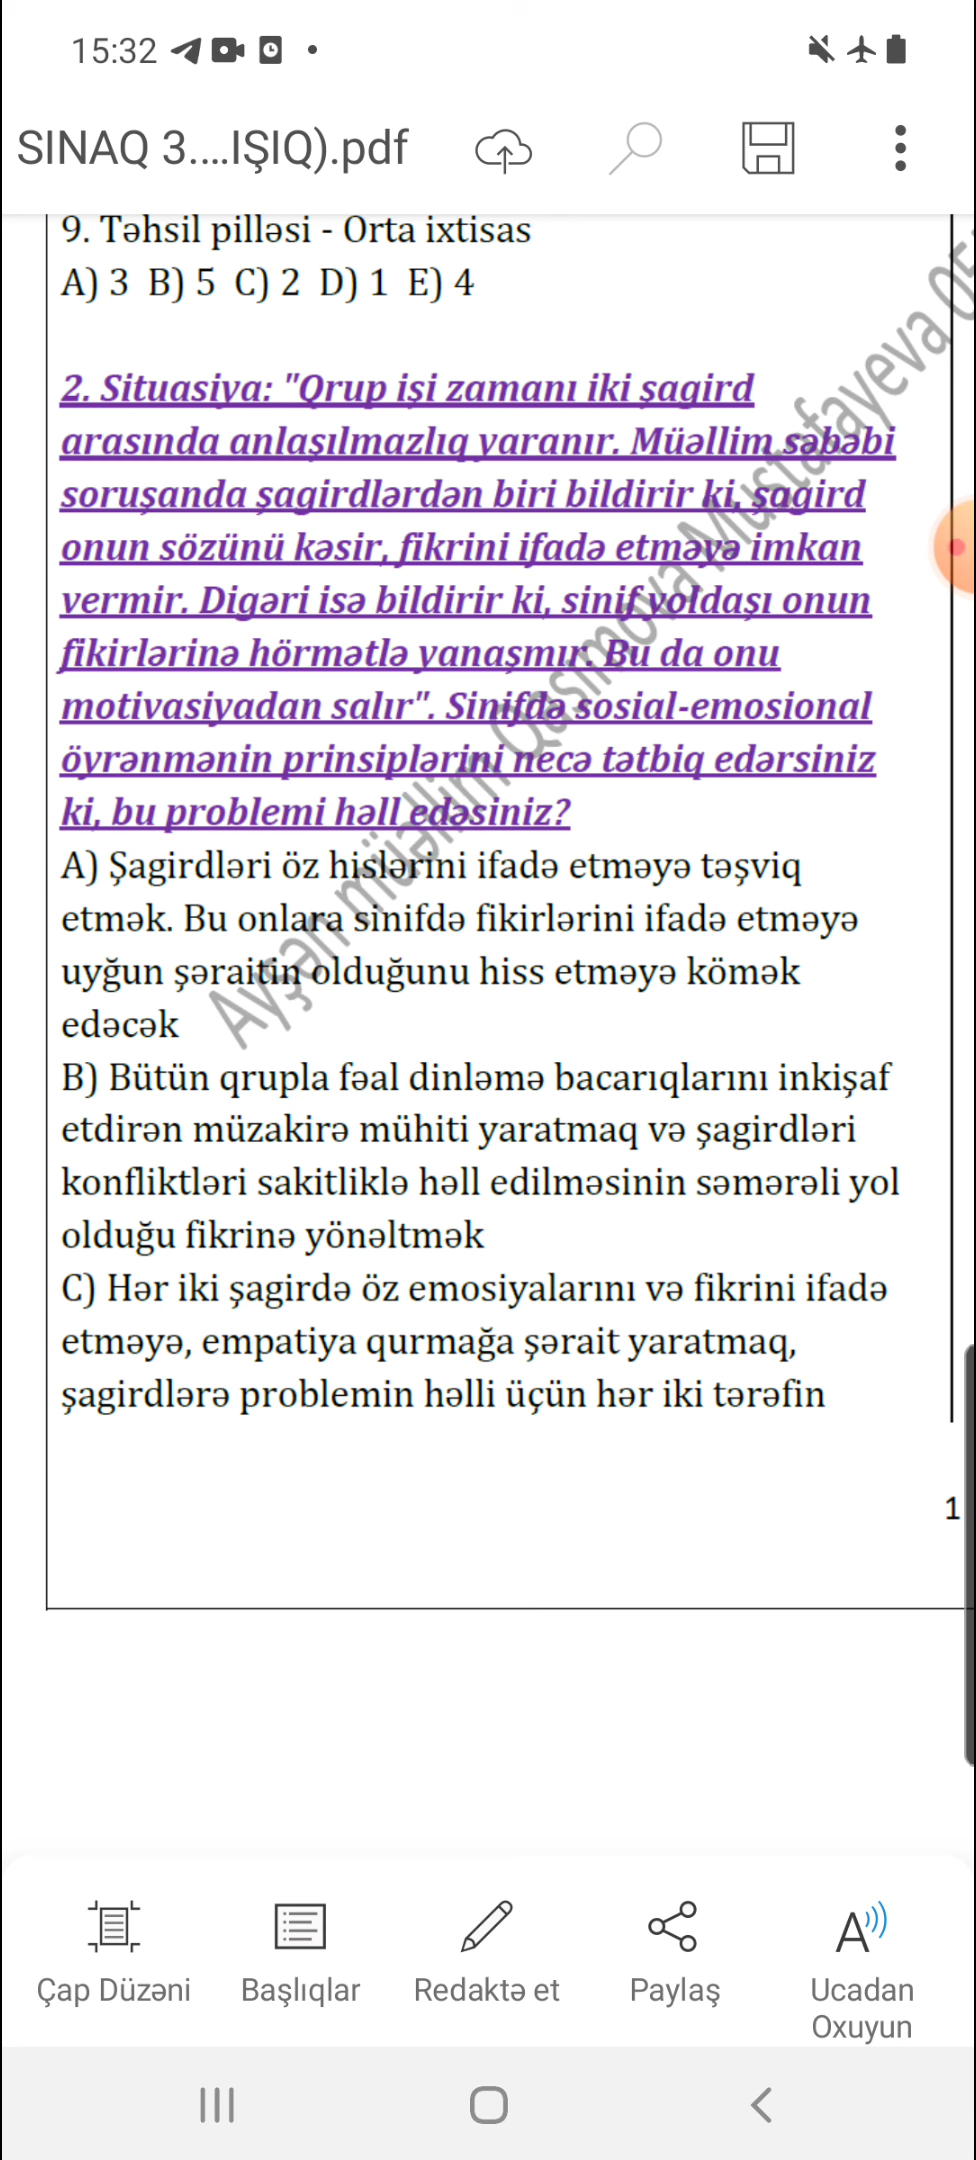 15:32
SINAQ 3....IŞIQ).pdf
9. Təhsil pilləsi - Orta ixtisas
A) 3 B) 5 C) 2 D) 1 E) 4
2. Situasiya: "Qrup işi zamanı iki şagird
arasında anlaşılmazlıq yaranır. Müəllim səbəbi
soruşanda şagirdlərdən biri bildirir ki, şagird
onun sözünü kəsir, fikrini ifadə etməyə imkan
vermir. Digəri isə bildirir ki, sinif yoldaşı onun
fikirlərinə hörmətlə yanaşmır. Bu da onu
motivasiyadan salır". Sinifdə sosial-emosional
öyrənmənin prinsiplərini necə tətbiq edərsiniz
ki, bu problemi həll edəsiniz?
A) Şagirdləri öz hislərini ifadə etməyə təşviq
etmək. Bu onlara sinifdə fikirlərini ifadə etməyə
uyğun şəraitin olduğunu hiss etməyə kömək
edəcək
B) Bütün qrupla fəal dinləmə bacarıqlarını inkişaf
etdirən müzakirə mühiti yaratmaq və şagirdləri
konfliktləri sakitliklə həll edilməsinin səmərəli yol
olduğu fikrinə yönəltmək
C) Hər iki şagirdə öz emosiyalarını və fikrini ifadə
etməyə, empatiya qurmağa şərait yaratmaq,
şagirdlərə problemin həlli üçün hər iki tərəfin
Ayşən müəllim Qasımova Mustafayeva
1
Çap Düzəni
Başlıqlar
Redaktə et
Paylaş
Ucadan
Oxuyun